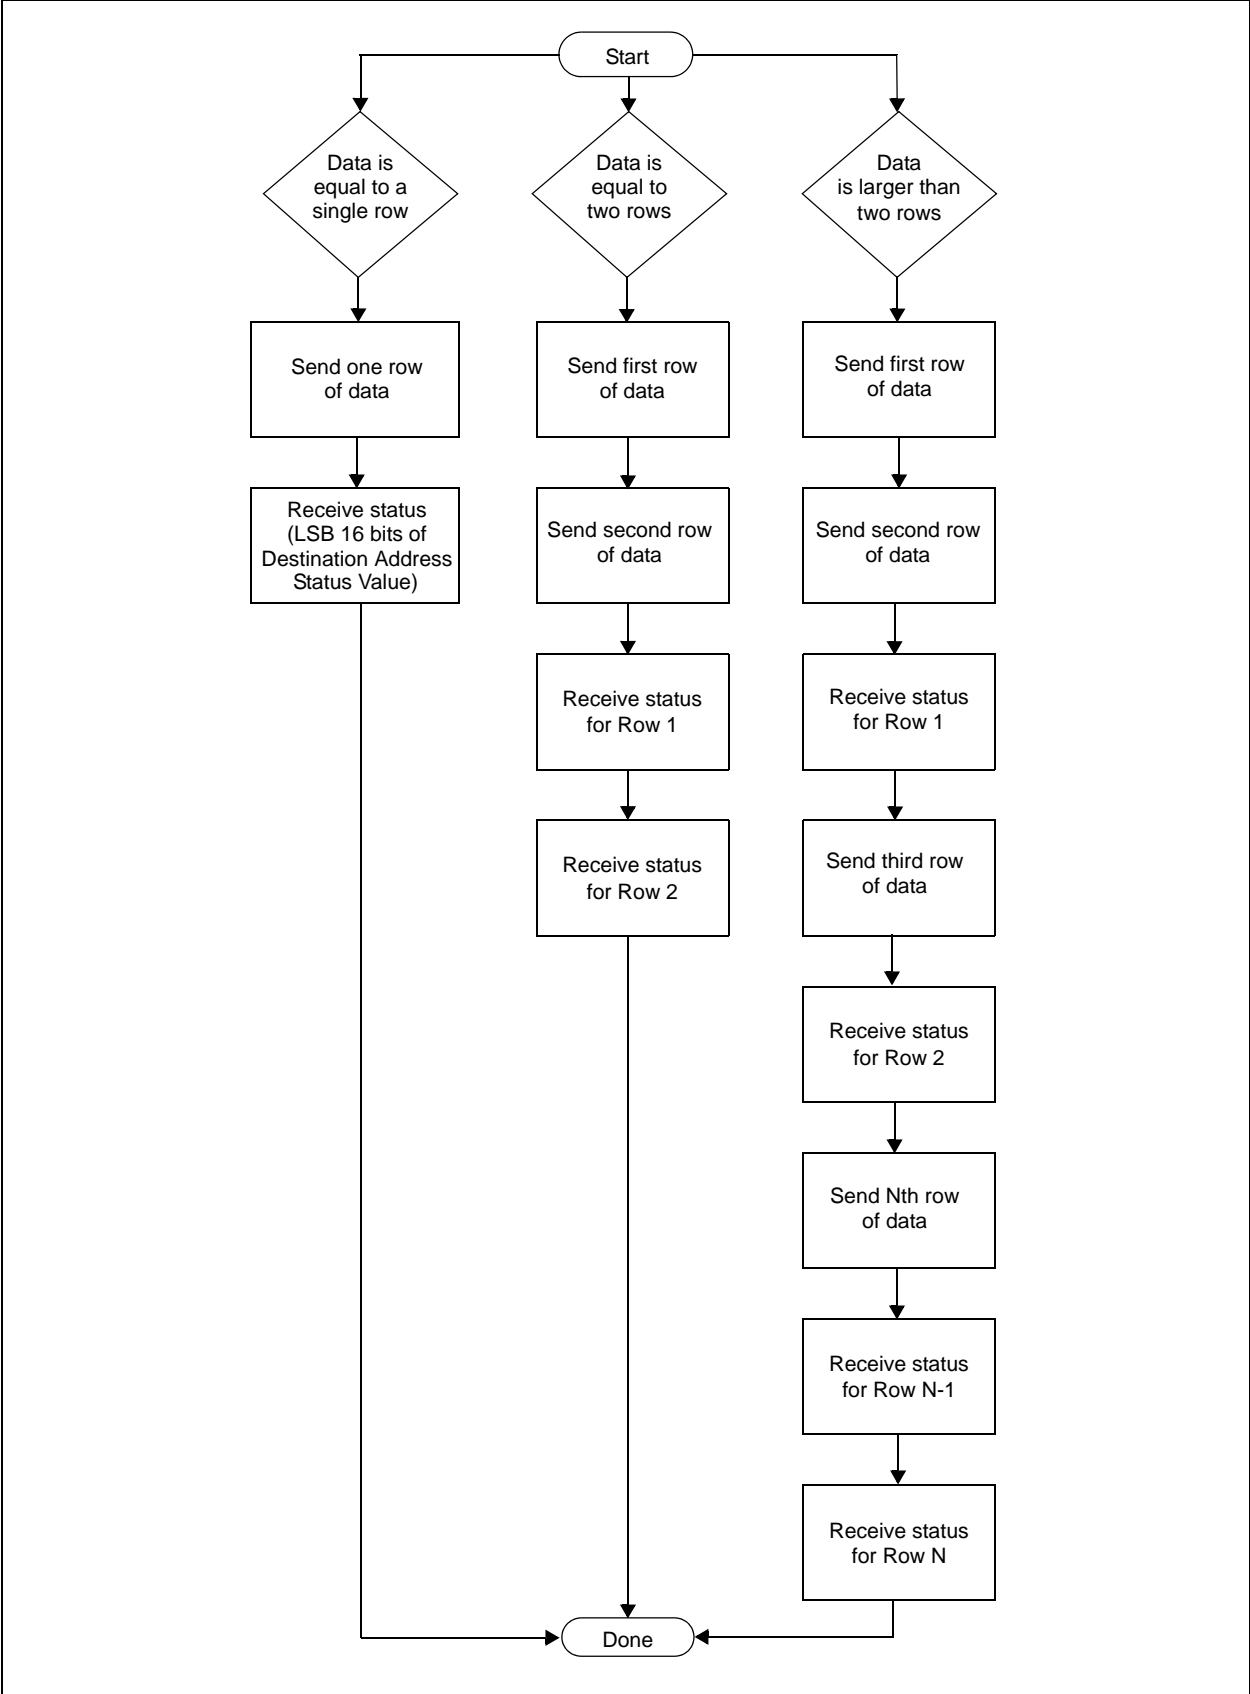 Start
Data is
equal to a
single row
Data is
equal to
two rows
Data
is larger than
two rows
Send one row
of data
Send first row
of data
Send first row
of data
Receive status
(LSB 16 bits of
Destination Address
Status Value)
Send second row
of data
Send second row
of data
Receive status
for Row 1
Receive status
for Row 1
Receive status
for Row 2
Send third row
of data
Receive status
for Row 2
Send Nth row
of data
Receive status
for Row N-1
Receive status
for Row N
Done